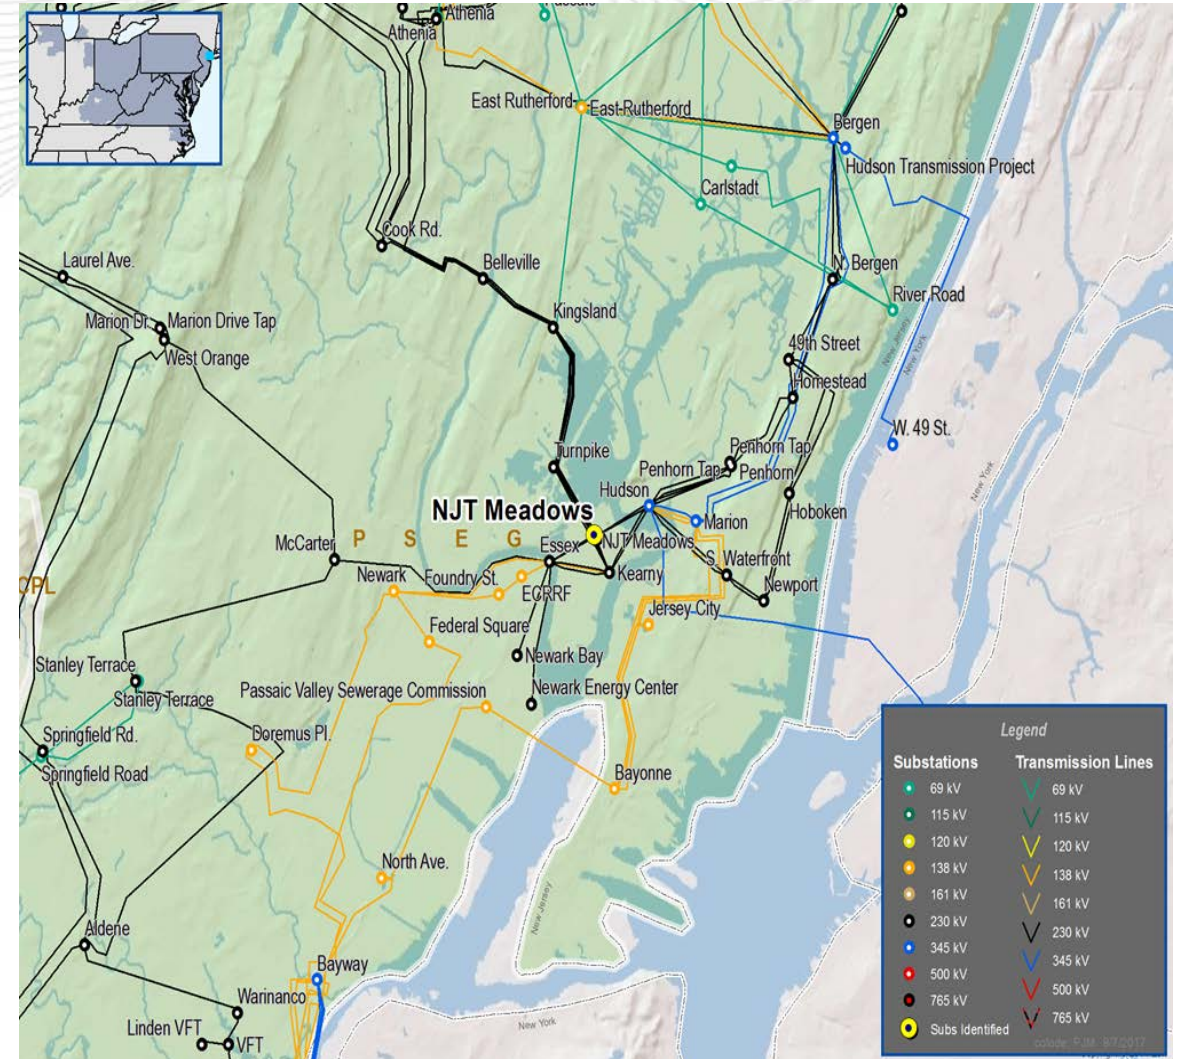 Athenia
Athenia
East Rutherford
East Rutherford
Bergen
Hudson Transmission Project
Carlstadt
Cook Rd.
Belleville
N. Bergen
Laurel Ave.
River Road
Kingsland
Marion Dr.
Marion Drive Tap
West Orange
New Jersey
New York
49th Street
Homestead
W. 49 St.
Turnpike
Penhorn Tap
Penhorn Tap
Penhorn
New York
Hudson
NJT Meadows
Hoboken
Marion
P S E G
NJT Meadows
McCarter
Essex
S. Waterfront
Kearny
Newark
Foundry St.
Newport
CPL
ECRRF
Jersey City
Federal Square
Newark Bay
Stanley Terrace
Stanley Terrace
Passaic Valley Sewerage Commission
Newark Energy Center
Springfield Rd.
Doremus Pl.
Springfield Road
Bayonne
North Ave.
New Jersey
Aldene
Bayway
Warinanco
New York
Linden VFT
VFT
Legend
Substations
69 kV
115 kV
120 kV
138 kV
161 kV
230 kV
345 kV
500 kV
765 kV
Subs Identified
Transmission Lines
69 kV
115 kV
120 kV
138 kV
161 kV
230 kV
345 kV
500 kV
765 kV